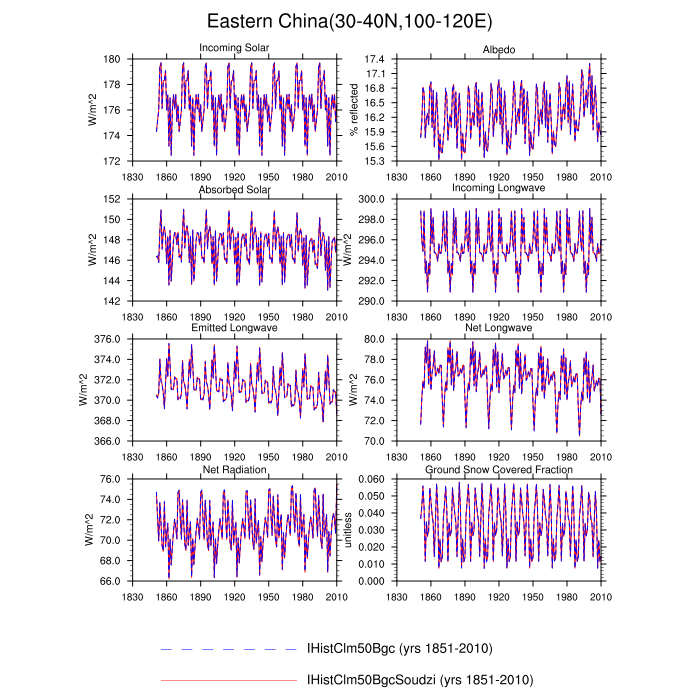 Eastern China(30-40N,100-120E)
Incoming Solar
W/m^2
180
178
176
174
172
1830 1860 1890 1920 1950 1980 2010
Albedo
% reflected
17.4
17.1
16.8
16.5
16.2
15.9
15.6
15.3
1830 1860 1890 1920 1950 1980 2010
Absorbed Solar
W/m^2
152
150
148
146
144
142
1830 1860 1890 1920 1950 1980 2010
Incoming Longwave
W/m^2
300.0
298.0
296.0
294.0
292.0
290.0
1830 1860 1890 1920 1950 1980 2010
Emitted Longwave
W/m^2
376.0
374.0
372.0
370.0
368.0
366.0
1830 1860 1890 1920 1950 1980 2010
Net Longwave
W/m^2
80.0
78.0
76.0
74.0
72.0
70.0
1830 1860 1890 1920 1950 1980 2010
Net Radiation
W/m^2
76.0
74.0
72.0
70.0
68.0
66.0
1830 1860 1890 1920 1950 1980 2010
Ground Snow Covered Fraction
unitless
0.060
0.050
0.040
0.030
0.020
0.010
0.000
1830 1860 1890 1920 1950 1980 2010
IHistClm50Bgc (yrs 1851-2010)
IHistClm50BgcSoudzi (yrs 1851-2010)